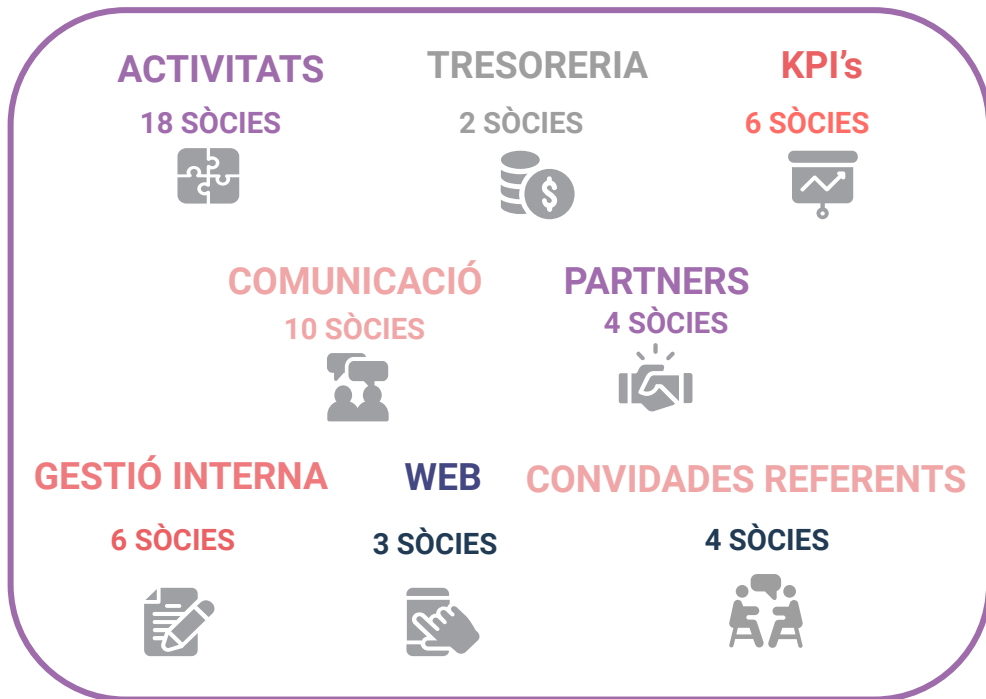 ACTIVITATS
18 SÒCIES
TRESORERIA
2 SÒCIES
$
KPI's
6 SÒCIES
COMUNICACIÓ
10 SÒCIES
PARTNERS
4 SÒCIES
GESTIÓ INTERNA
6 SÒCIES
WEB
3 SÒCIES
CONVIDADES REFERENTS
4 SÒCIES